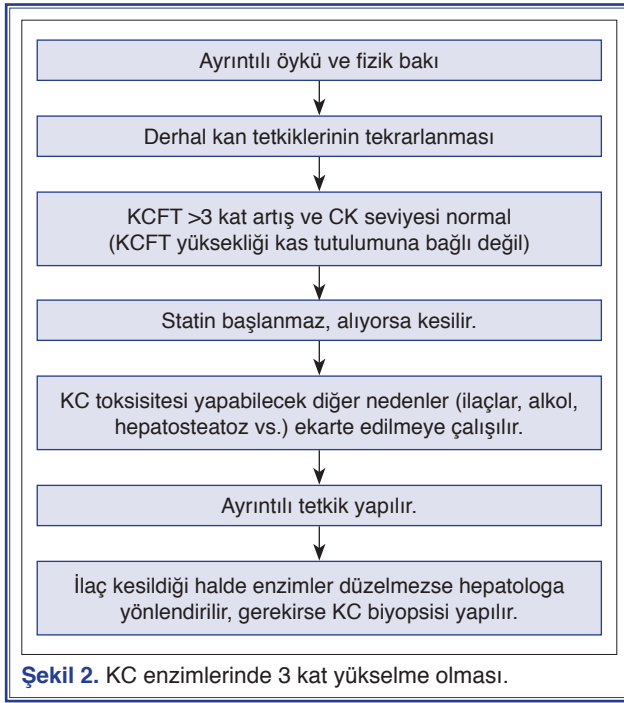 Ayrıntılı öykü ve fizik bakı
Derhal kan tetkiklerinin tekrarlanması
KCFT >3 kat artış ve CK seviyesi normal
(KCFT yüksekliği kas tutulumuna bağlı değil)
Statin başlanmaz, alıyorsa kesilir.
KC toksisitesi yapabilecek diğer nedenler (ilaçlar, alkol,
hepatosteatoz vs.) ekarte edilmeye çalışılır.
Ayrıntılı tetkik yapılır.
İlaç kesildiği halde enzimler düzelmezse hepatologa
yönlendirilir, gerekirse KC biyopsisi yapılır.
Şekil 2. KC enzimlerinde 3 kat yükselme olması.